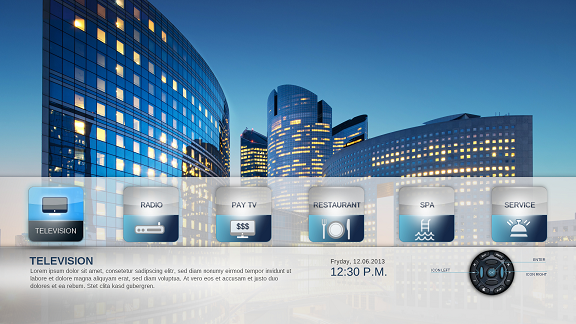 RADIO
PAY TV
$$$
RESTAURANT
SPA
SERVICE
TELEVISION
TELEVISION
Lorem ipsum dolor sit amet, consetetur sadipscing elitr, sed diam nonumy eirmod tempor invidunt ut
labore et dolore magna aliquyam erat, sed diam voluptua. At vero eos et accusam et justo duo
dolores et ea rebum. Stet clita kasd gubergren.
Fryday, 12.06.2013
12:30 P.M.
ENTER
ICON LEFT
ICON RIGHT